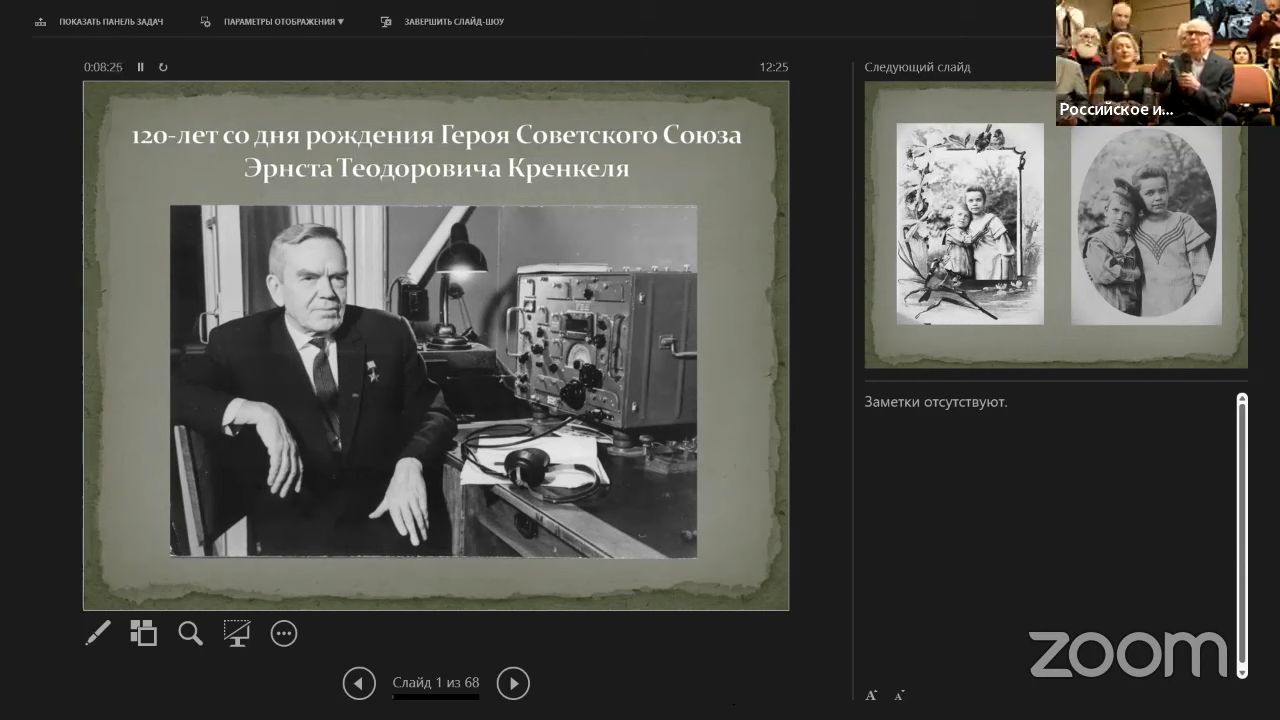 ПОКАЗАТЬ ПАНЕЛЬ ЗАДАЧ
ПАРАМЕТРЫ ОТОБРАЖЕНИЯ ▼
ЗАВЕРШИТЬ СЛАЙД-ШОУ
0:08:26
12:25
Следующий слайд
Российское и...
120-лет со дня рождения Героя Советского Союза
Эрнста Теодоровича Кренкеля
Заметки отсутствуют.
Слайд 1 из 68
A A
zoom